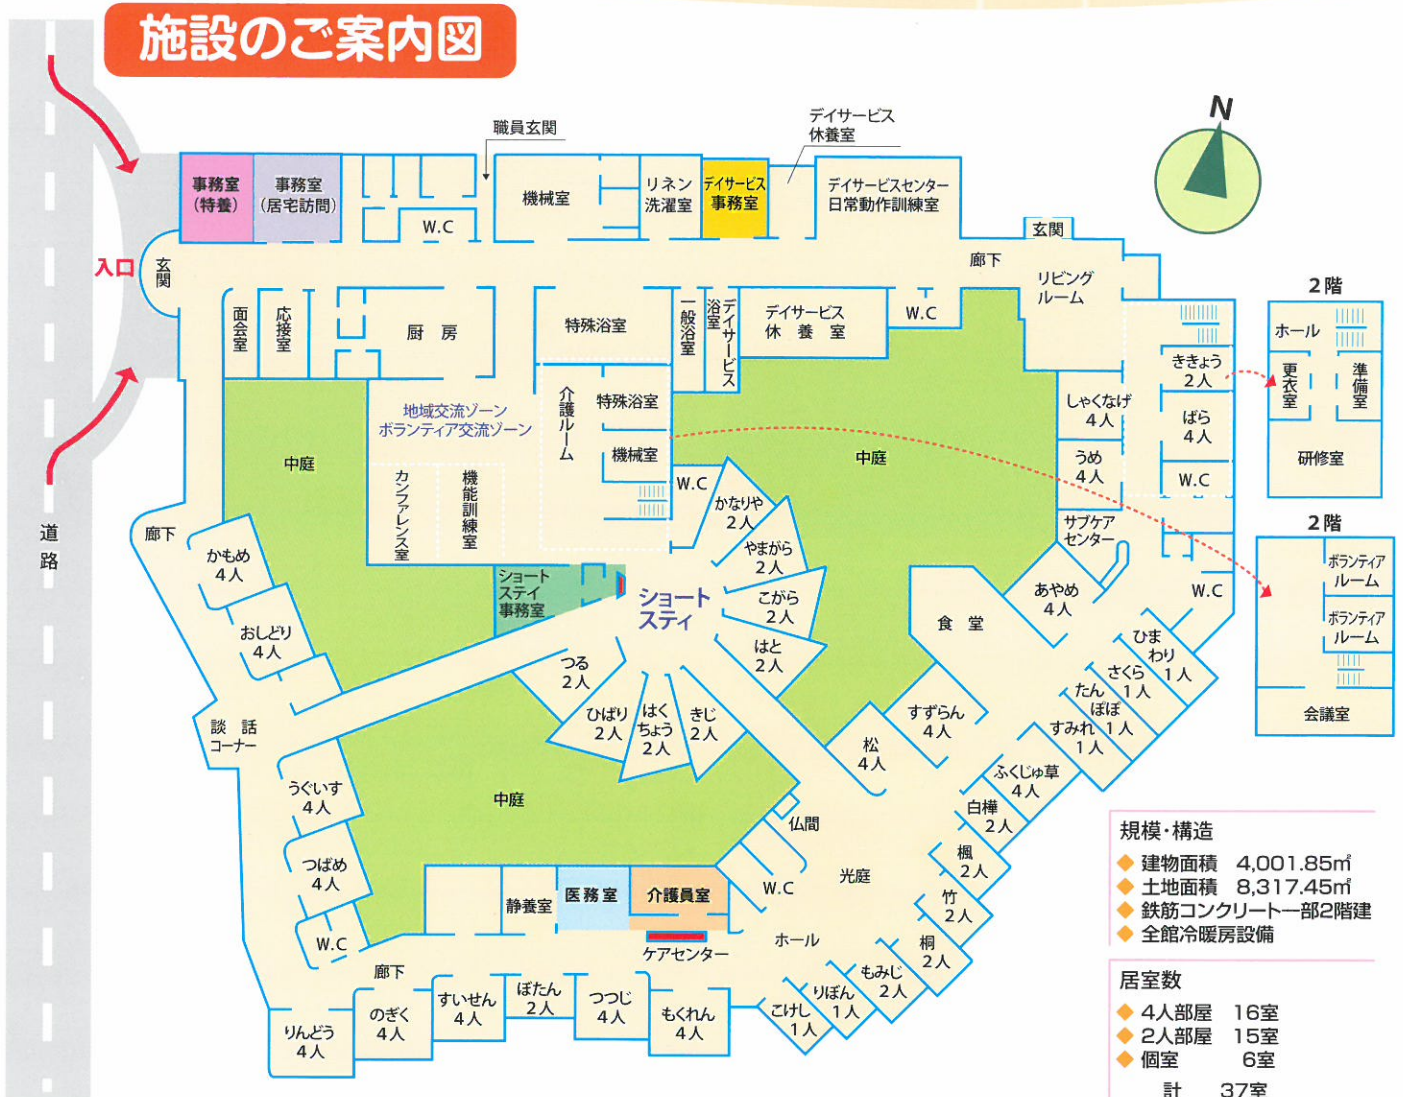 施設のご案内図
N
職員玄関
デイサービス
休養室
事務室
（特養）
事務室
（居宅訪問）
W.C
機械室
リネン
洗濯室
デイサービス
事務室
デイサービスセンター
日常動作訓練室
玄関
入口
玄関
廊下
リビング
ルーム
面会室
応接室
厨房
特殊浴室
一般浴室
デイサービス
浴室
デイサービス
休養室
W.C
2階
ホール
更衣室
準備室
研修室
ききょう
2人
しゃくなげ
4人
ばら
4人
うめ
4人
W.C
地域交流ゾーン
ボランティア交流ゾーン
介護ルーム
特殊浴室
機械室
中庭
中庭
カンファレンス室
機能訓練室
W.C
かなりや
2人
やまがら
2人
こがら
2人
はと
2人
サブケア
センター
2階
ボランティア
ルーム
ボランティア
ルーム
会議室
道路
廊下
かもめ
4人
おしどり
4人
ショート
ステイ
事務室
ショート
スティ
食堂
あやめ
4人
W.C
ひま
わり
1人
さくら
1人
たん
ぽぽ
1人
すみれ
1人
つる
2人
ひばり
2人
はく
ちょう
2人
きじ
2人
談話
コーナー
松
4人
すずらん
4人
ふくじゅ草
4人
白樺
2人
楓
2人
竹
2人
桐
2人
もみじ
2人
りぼん
1人
こけし
1人
うぐいす
4人
中庭
仏間
つばめ
4人
W.C
光庭
静養室
医務室
介護員室
W.C
ケアセンター
ホール
廊下
りんどう
4人
のぎく
4人
すいせん
4人
ぼたん
2人
つつじ
4人
もくれん
4人
規模・構造
◆ 建物面積 4,001.85㎡
◆ 土地面積 8,317.45㎡
◆ 鉄筋コンクリート一部2階建
◆ 全館冷暖房設備
居室数
◆ 4人部屋 16室
◆ 2人部屋 15室
◆ 個室 6室
計 37室